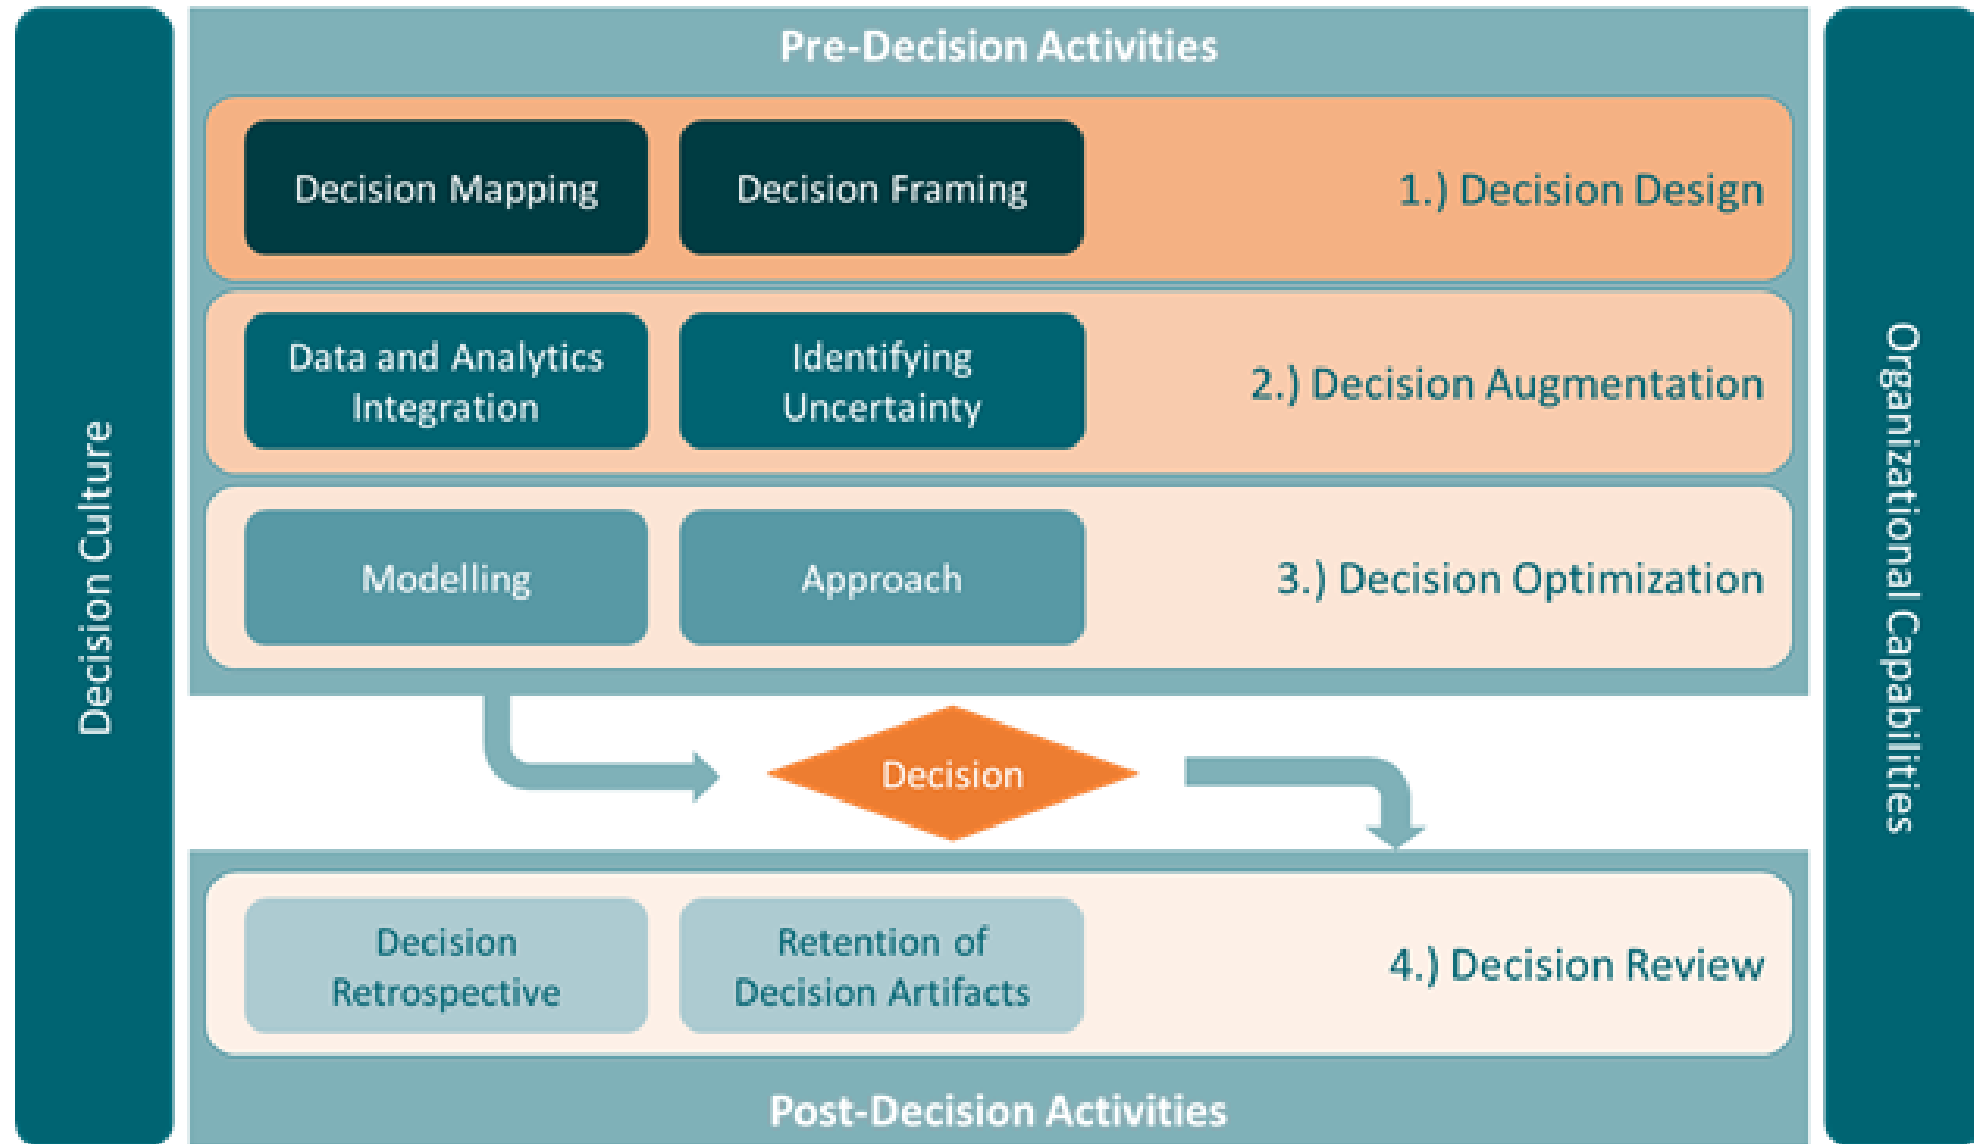 Decision Culture
Pre-Decision Activities
Decision Mapping
Decision Framing
1.) Decision Design
Data and Analytics
Integration
Identifying
Uncertainty
2.) Decision Augmentation
Modelling
Approach
3.) Decision Optimization
Decision
Decision
Retrospective
Retention of
Decision Artifacts
4.) Decision Review
Post-Decision Activities
Organizational Capabilities